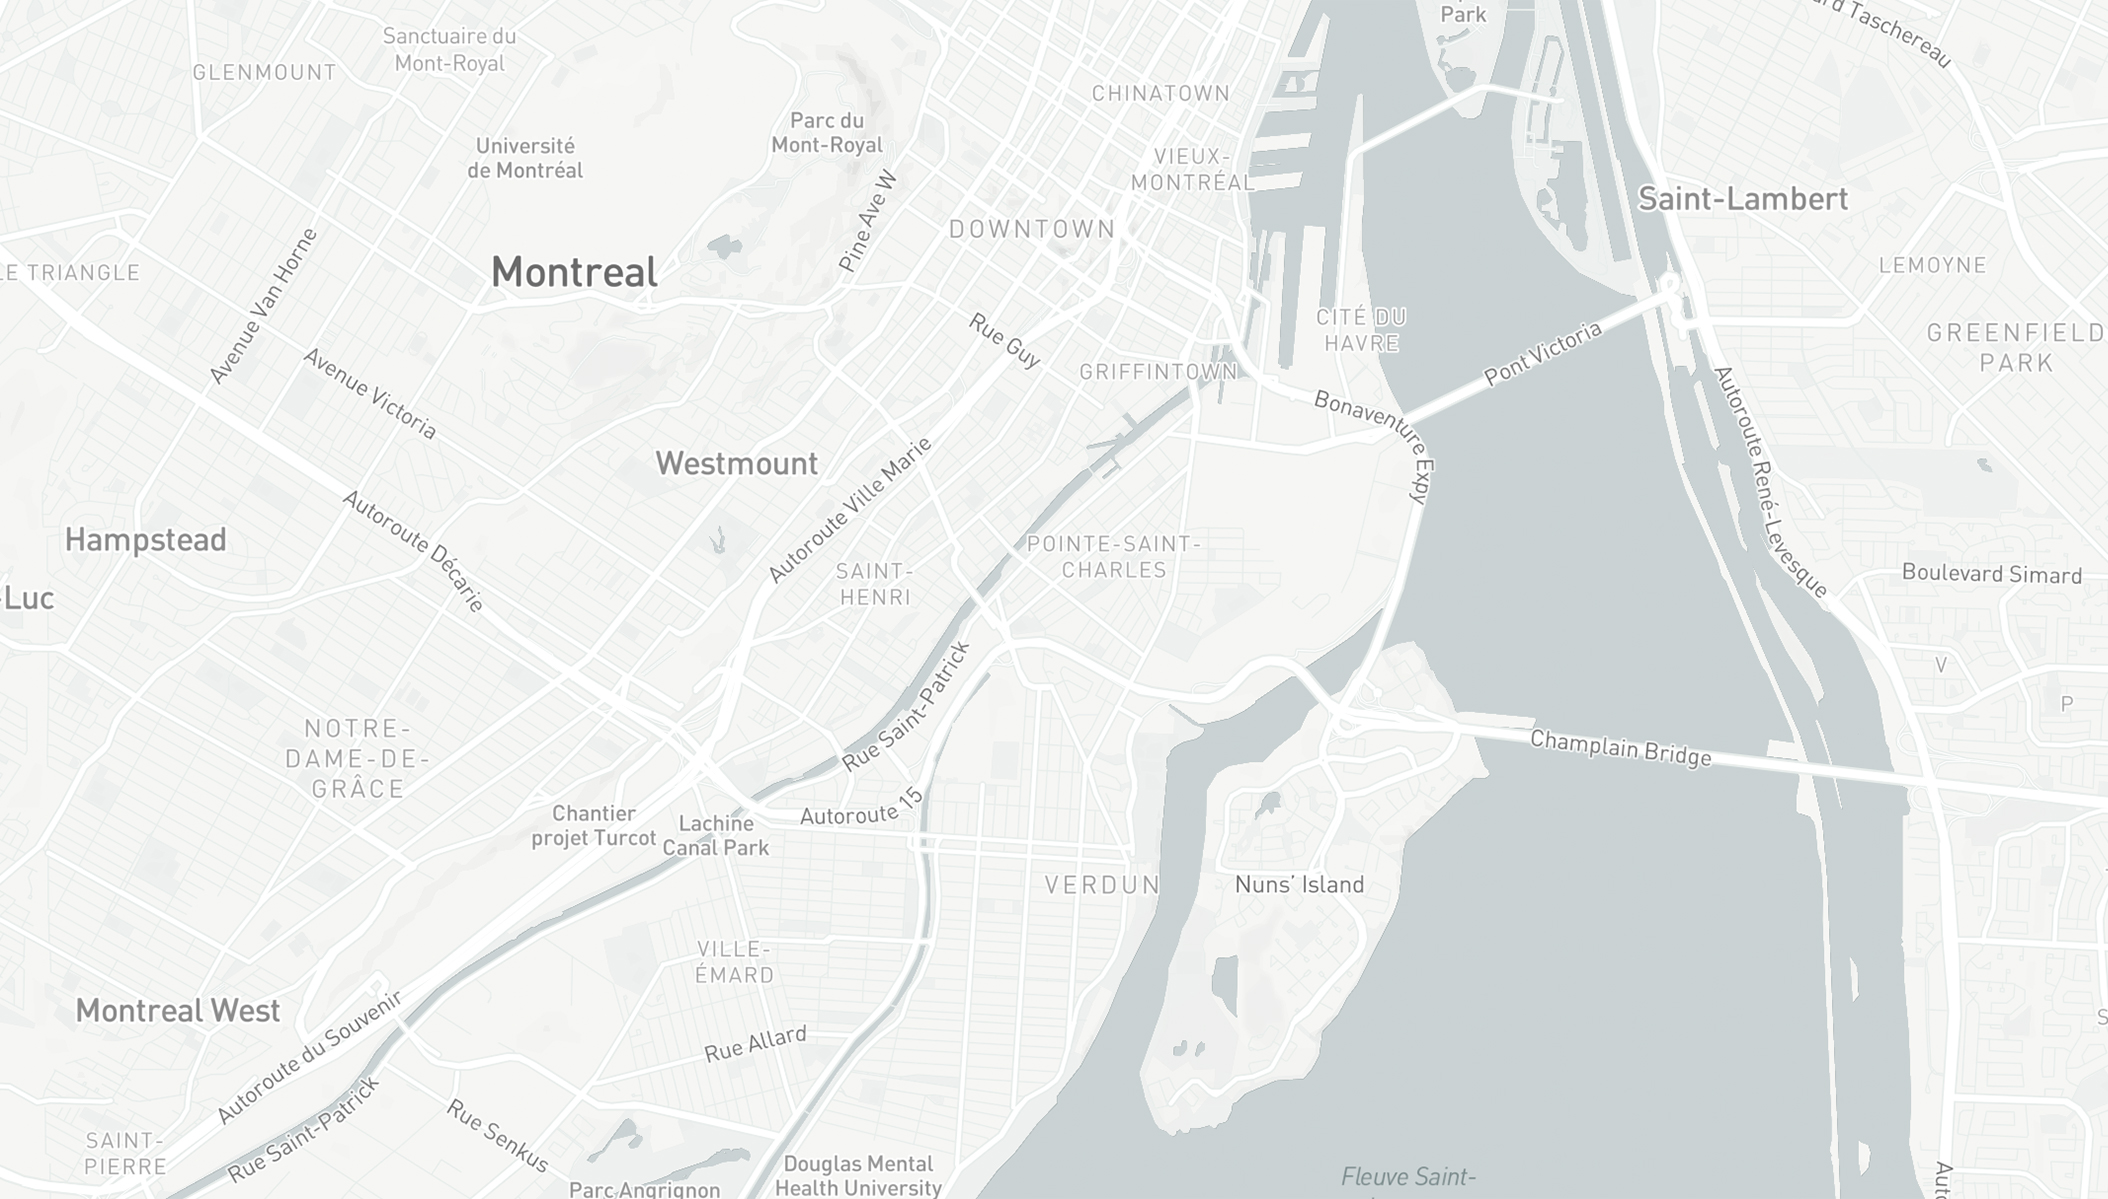 Park
ard Taschereau
Sanctuaire du
Mont-Royal
GLENMOUNT
CHINATOWN
Parc du
Mont-Royal
Université
de Montréal
VIEUX-
MONTRÉAL
Pine Ave W
Saint-Lambert
DOWNTOWN
LE TRIANGLE
Montreal
LEMOYNE
Avenue Van Horne
CITÉ DU
HAVRE
Rue Guy
Pont Victoria
GREENFIELD
PARK
GRIFFINTOWN
Avenue Victoria
Bonaventure Expy
Autoroute René-Levesque
Westmount
Autoroute Ville Marie
Autoroute Décarie
Hampstead
POINTE-SAINT-
CHARLES
SAINT-
HENRI
Boulevard Simard
-Luc
V
Rue Saint-Patrick
P
NOTRE-
DAME-DE-
GRÂCE
Champlain Bridge
Chantier
projet Turcot
Lachine
Canal Park
Autoroute 15
VERDUN
Nuns’ Island
VILLE-
ÉMARD
Montreal West
Autoroute du Souvenir
S
Rue Allard
Rue Saint-Patrick
Rue Senkus
SAINT-
PIERRE
Douglas Mental
Health University
Parc Angrignon
Fleuve Saint-
Auto